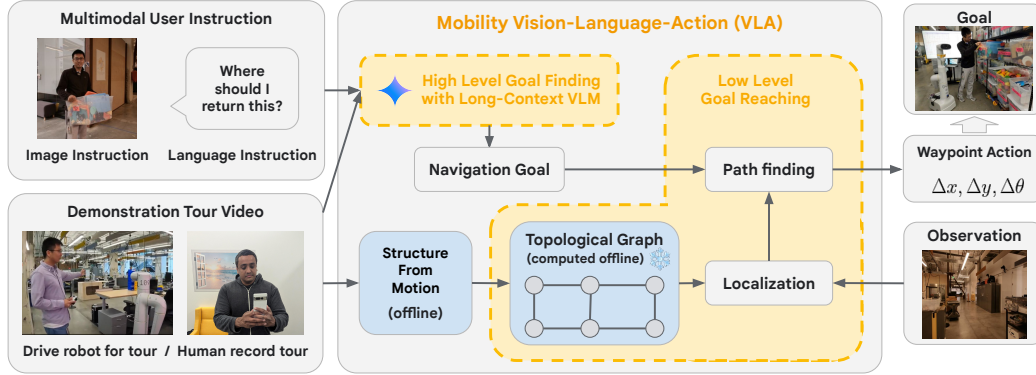 Multimodal User Instruction
Where
should I
return this?
Image Instruction
Language Instruction
Demonstration Tour Video
Drive robot for tour / Human record tour
Mobility Vision-Language-Action (VLA)
High Level Goal Finding
with Long-Context VLM
Low Level
Goal Reaching
Navigation Goal
Path finding
Structure
From
Motion
(offline)
Topological Graph
(computed offline)
Localization
Goal
Waypoint Action
Δx, Δy, Δθ
Observation